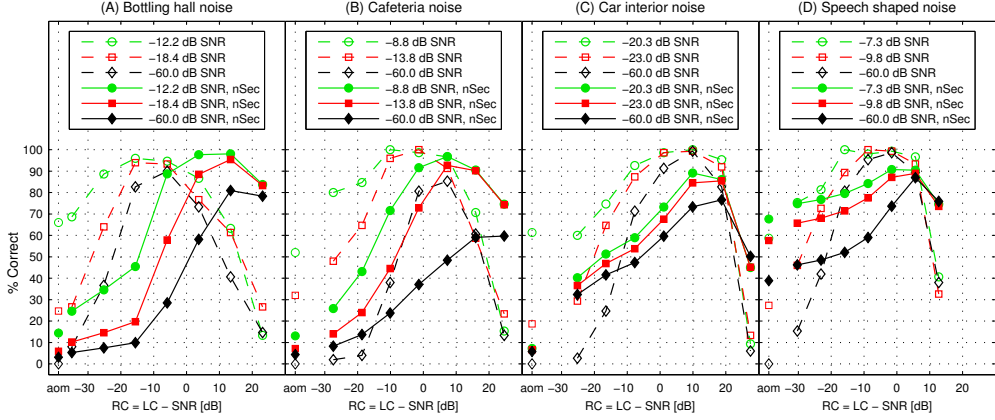 (A) Bottling hall noise
−12.2 dB SNR
−18.4 dB SNR
−60.0 dB SNR
−12.2 dB SNR, nSec
−18.4 dB SNR, nSec
−60.0 dB SNR, nSec
% Correct
100
90
80
70
60
50
40
30
20
10
0
aom −30 −20 −10 0 10 20
RC = LC − SNR [dB]
(B) Cafeteria noise
−8.8 dB SNR
−13.8 dB SNR
−60.0 dB SNR
−8.8 dB SNR, nSec
−13.8 dB SNR, nSec
−60.0 dB SNR, nSec
aom −30 −20 −10 0 10 20
RC = LC − SNR [dB]
(C) Car interior noise
−20.3 dB SNR
−23.0 dB SNR
−60.0 dB SNR
−20.3 dB SNR, nSec
−23.0 dB SNR, nSec
−60.0 dB SNR, nSec
aom −30 −20 −10 0 10 20
RC = LC − SNR [dB]
(D) Speech shaped noise
−7.3 dB SNR
−9.8 dB SNR
−60.0 dB SNR
−7.3 dB SNR, nSec
−9.8 dB SNR, nSec
−60.0 dB SNR, nSec
aom −30 −20 −10 0 10 20
RC = LC − SNR [dB]